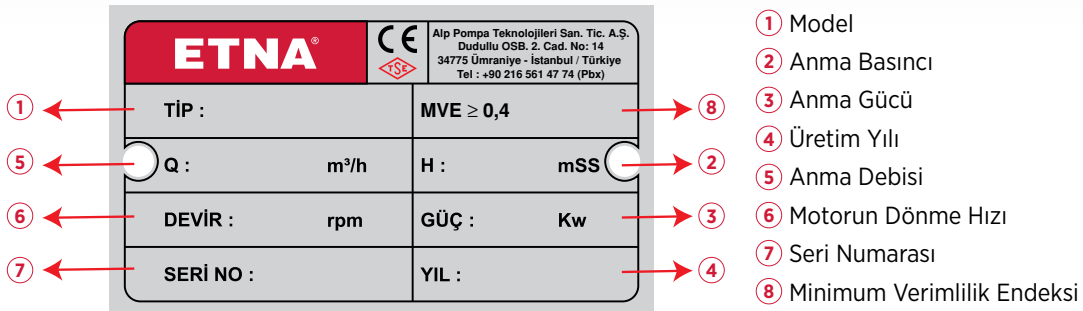 ETNA®
CE
TSE
Alp Pompa Teknolojileri San. Tic. A.Ş.
Dudullu OSB. 2. Cad. No: 14
34775 Ümraniye - İstanbul / Türkiye
Tel : +90 216 561 47 74 (Pbx)
1 TİP : MVE ≥ 0,4 8
5 Q : m³/h H : mSS 2
6 DEVİR : rpm GÜÇ : Kw 3
7 SERİ NO : YIL : 4
1 Model
2 Anma Basıncı
3 Anma Gücü
4 Üretim Yılı
5 Anma Debisi
6 Motorun Dönme Hızı
7 Seri Numarası
8 Minimum Verimlilik Endeksi